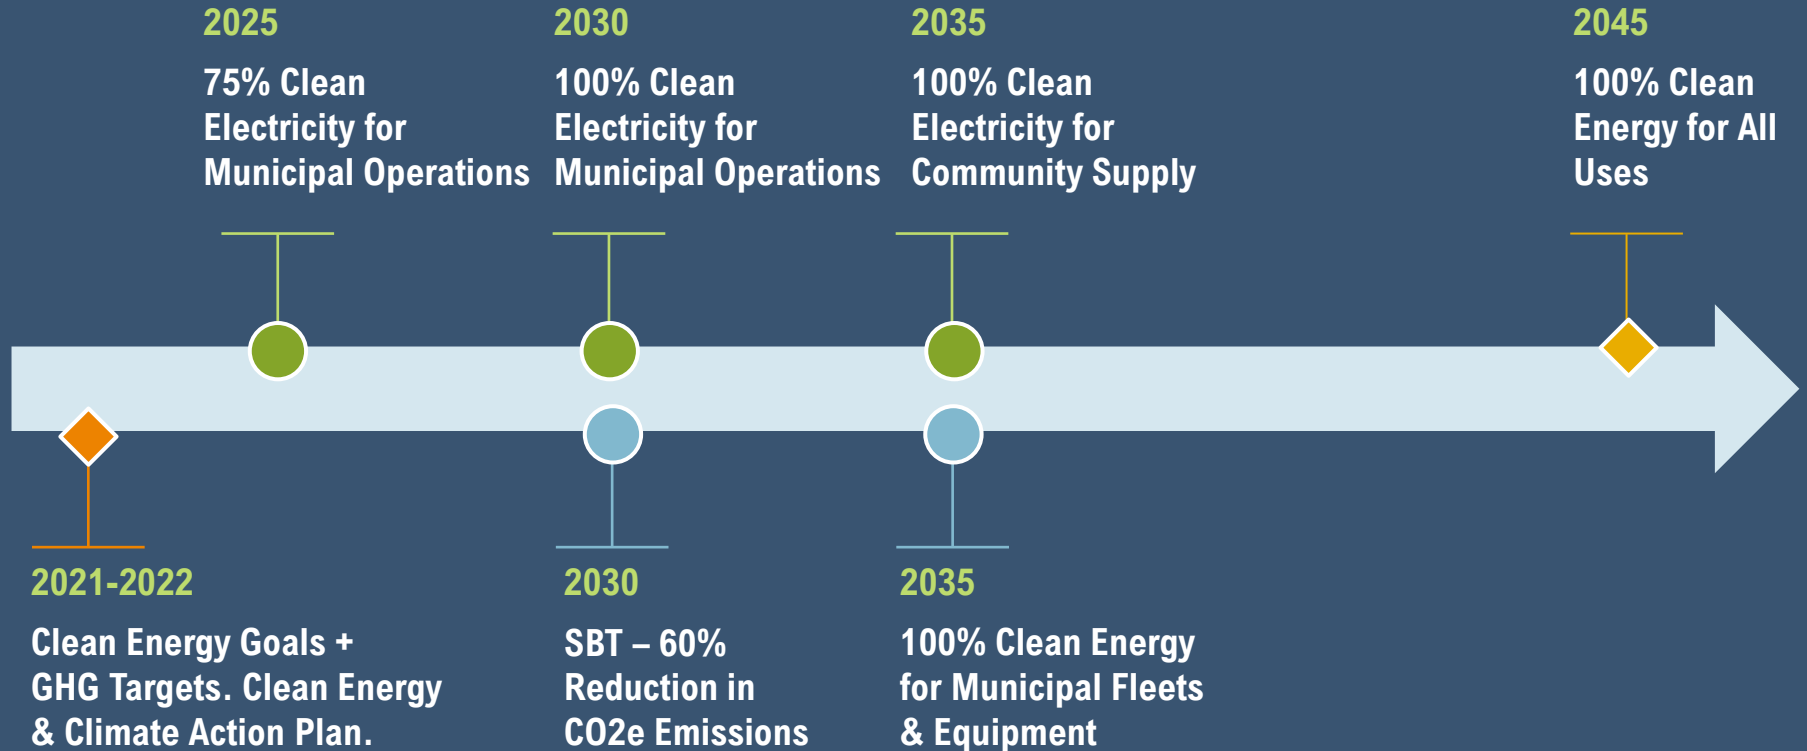 2025
75% Clean
Electricity for
Municipal Operations
2030
100% Clean
Electricity for
Municipal Operations
2035
100% Clean
Electricity for
Community Supply
2045
100% Clean
Energy for All
Uses
2021-2022
Clean Energy Goals +
GHG Targets. Clean Energy
& Climate Action Plan.
2030
SBT – 60%
Reduction in
CO2e Emissions
2035
100% Clean Energy
for Municipal Fleets
& Equipment